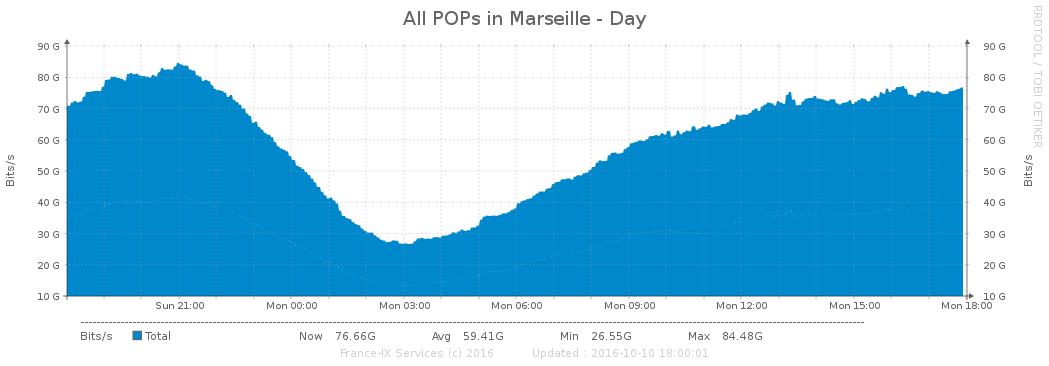 All POPs in Marseille - Day
RRDTOOL / TOBI OETIKER
Bits/s
90 G
80 G
70 G
60 G
50 G
40 G
30 G
20 G
10 G
90 G
80 G
70 G
60 G
50 G
40 G
30 G
20 G
10 G
Bits/s
Sun 21:00 Mon 00:00 Mon 03:00 Mon 06:00 Mon 09:00 Mon 12:00 Mon 15:00 Mon 18:00
Bits/s Total Now 76.66G Avg 59.41G Min 26.55G Max 84.48G
France-IX Services (c) 2016 Updated : 2016-10-10 18:00:01